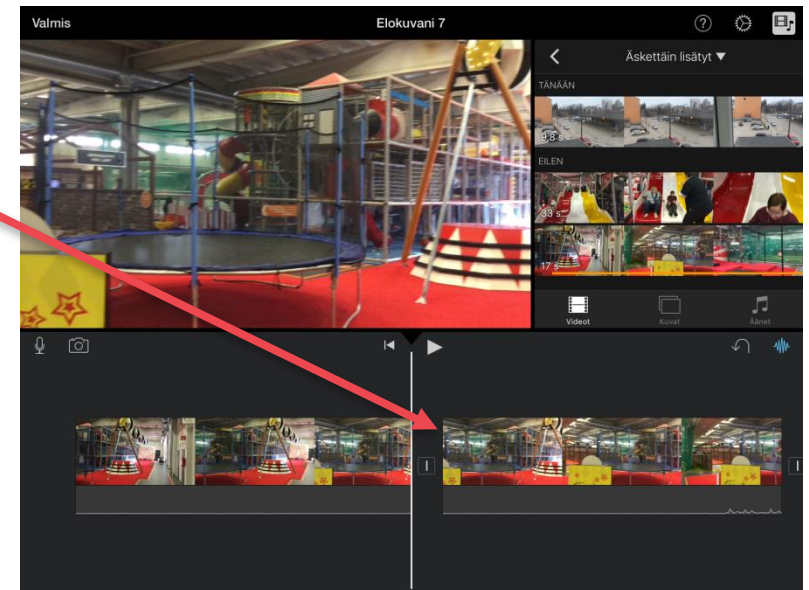 Valmis
Elokuvani 7
?
Äskettäin lisätyt ▼
TÄNÄÄN
9,8 s
EILEN
33 s
17 s
Videot
Kuvat
Äänet